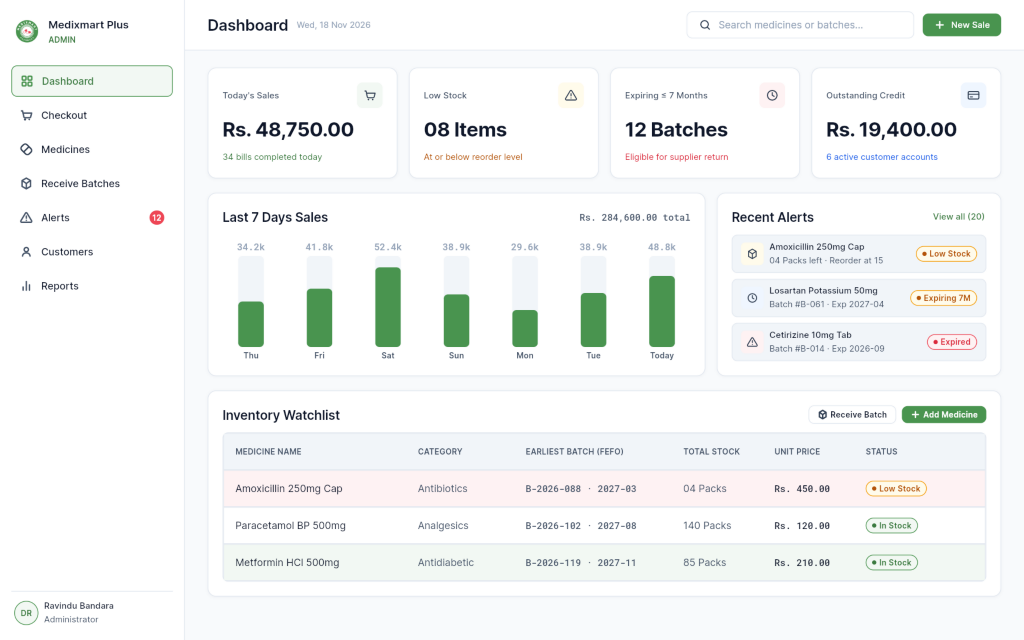 Medixmart Plus
ADMIN
Dashboard
Checkout
Medicines
Receive Batches
Alerts 12
Customers
Reports
DR
Ravindu Bandara
Administrator
Dashboard Wed, 18 Nov 2026
Search medicines or batches...
New Sale
Today's Sales
Rs. 48,750.00
34 bills completed today
Low Stock
08 Items
At or below reorder level
Expiring ≤ 7 Months
12 Batches
Eligible for supplier return
Outstanding Credit
Rs. 19,400.00
6 active customer accounts
Last 7 Days Sales Rs. 284,600.00 total
34.2k 41.8k 52.4k 38.9k 29.6k 38.9k 48.8k
Thu Fri Sat Sun Mon Tue Today
Recent Alerts View all (20)
Amoxicillin 250mg Cap
04 Packs left · Reorder at 15
Low Stock
Losartan Potassium 50mg
Batch #B-061 · Exp 2027-04
Expiring 7M
Cetirizine 10mg Tab
Batch #B-014 · Exp 2026-09
Expired
Inventory Watchlist
Receive Batch
Add Medicine
MEDICINE NAME CATEGORY EARLIEST BATCH (FEFO) TOTAL STOCK UNIT PRICE STATUS
Amoxicillin 250mg Cap Antibiotics B-2026-088 · 2027-03 04 Packs Rs. 450.00 Low Stock
Paracetamol BP 500mg Analgesics B-2026-102 · 2027-08 140 Packs Rs. 120.00 In Stock
Metformin HCl 500mg Antidiabetic B-2026-119 · 2027-11 85 Packs Rs. 210.00 In Stock